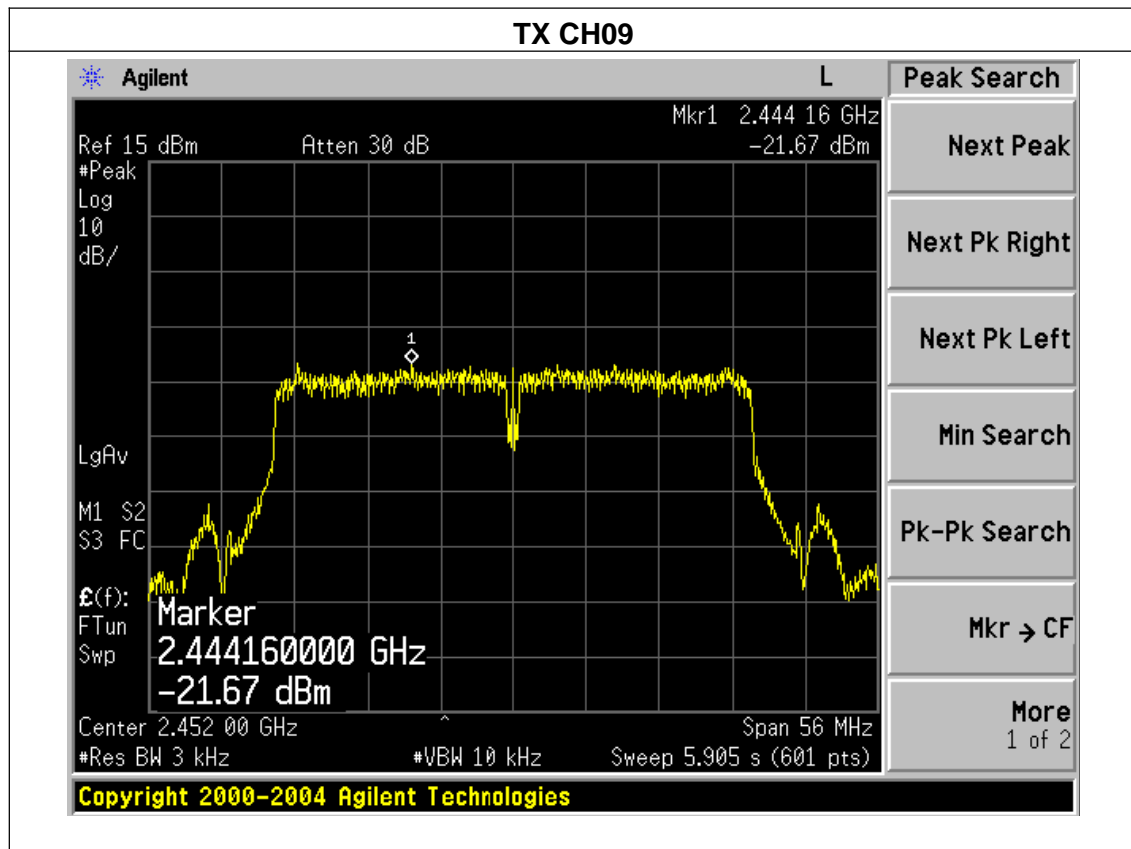 TX CH09
Agilent L Peak Search
Mkr1 2.444 16 GHz
Ref 15 dBm Atten 30 dB -21.67 dBm
#Peak
Log
10
dB/
1
LgAv
M1 S2
S3 FC
£(f):
FTun
Swp
Marker
2.444160000 GHz
-21.67 dBm
Center 2.452 00 GHz ^ Span 56 MHz
#Res BW 3 kHz #VBW 10 kHz Sweep 5.905 s (601 pts)
Copyright 2000-2004 Agilent Technologies
Next Peak
Next Pk Right
Next Pk Left
Min Search
Pk-Pk Search
Mkr → CF
More
1 of 2